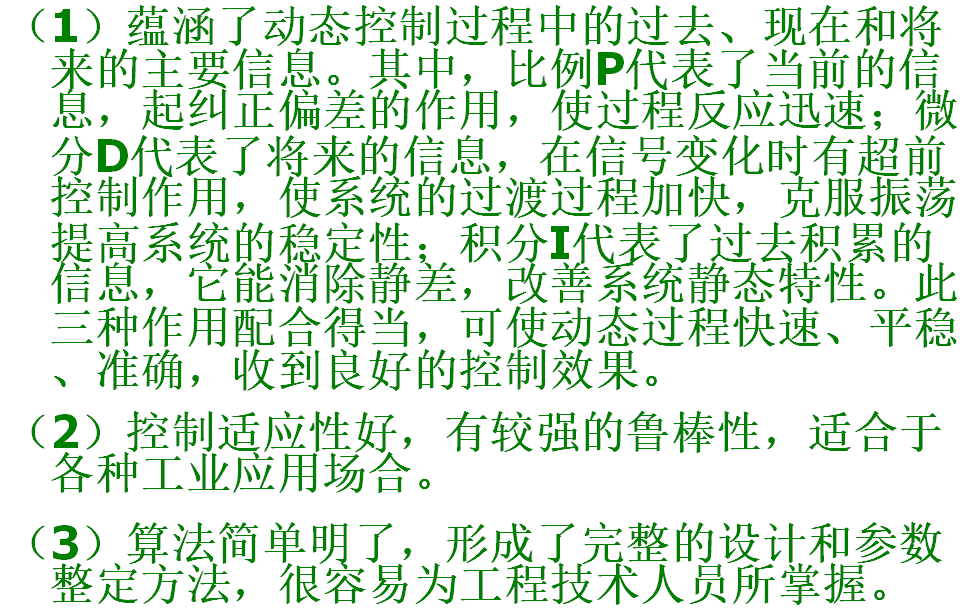 （1）蕴涵了动态控制过程中的过去、现在和将
来的主要信息。其中，比例P代表了当前的信
息，起纠正偏差的作用，使过程反应迅速；微
分D代表了将来的信息，在信号变化时有超前
控制作用，使系统的过渡过程加快，克服振荡
提高系统的稳定性；积分I代表了过去积累的
信息，它能消除静差，改善系统静态特性。此
三种作用配合得当，可使动态过程快速、平稳
、准确，收到良好的控制效果。
（2）控制适应性好，有较强的鲁棒性，适合于
各种工业应用场合。
（3）算法简单明了，形成了完整的设计和参数
整定方法，很容易为工程技术人员所掌握。